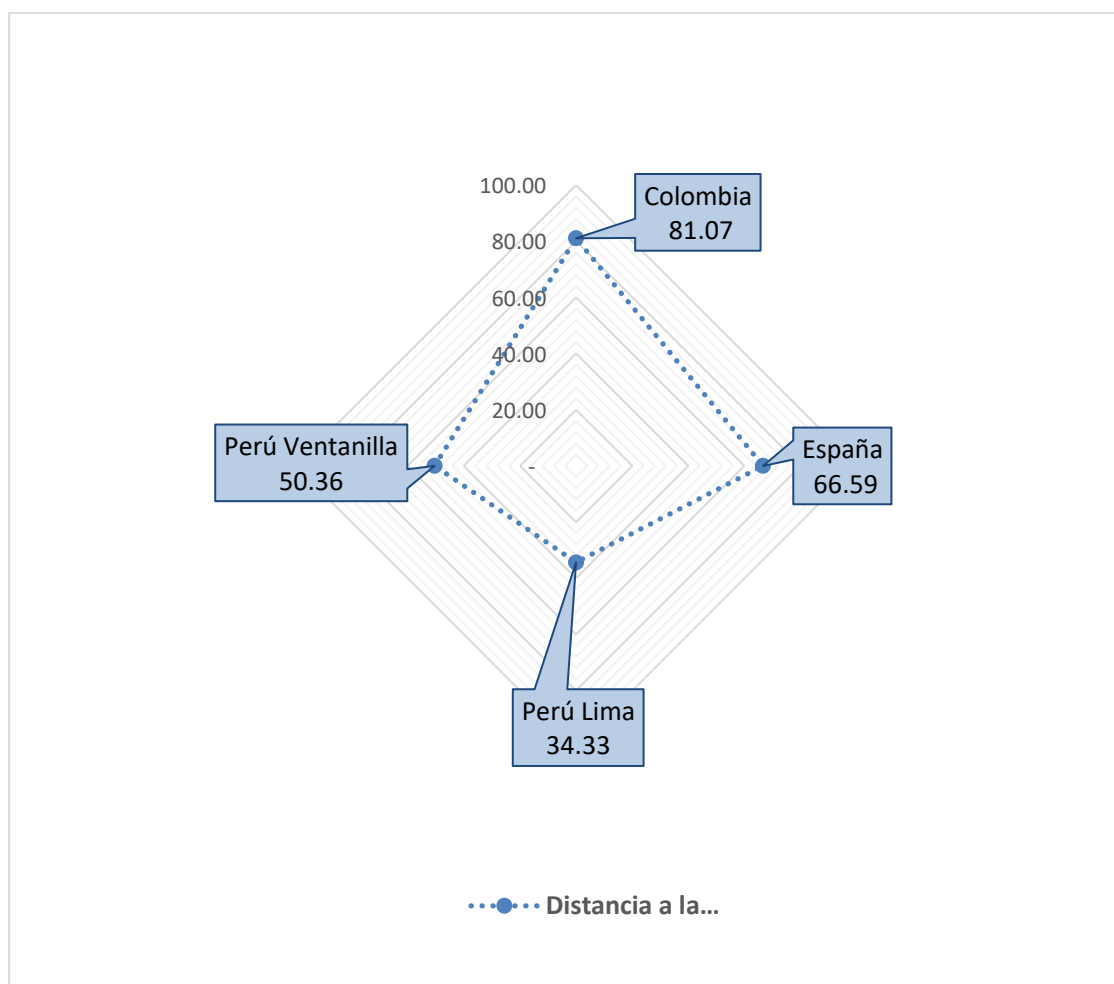 100.00
Colombia
81.07
80.00
60.00
40.00
20.00
-
Perú Ventanilla
50.36
España
66.59
Perú Lima
34.33
Distancia a la...